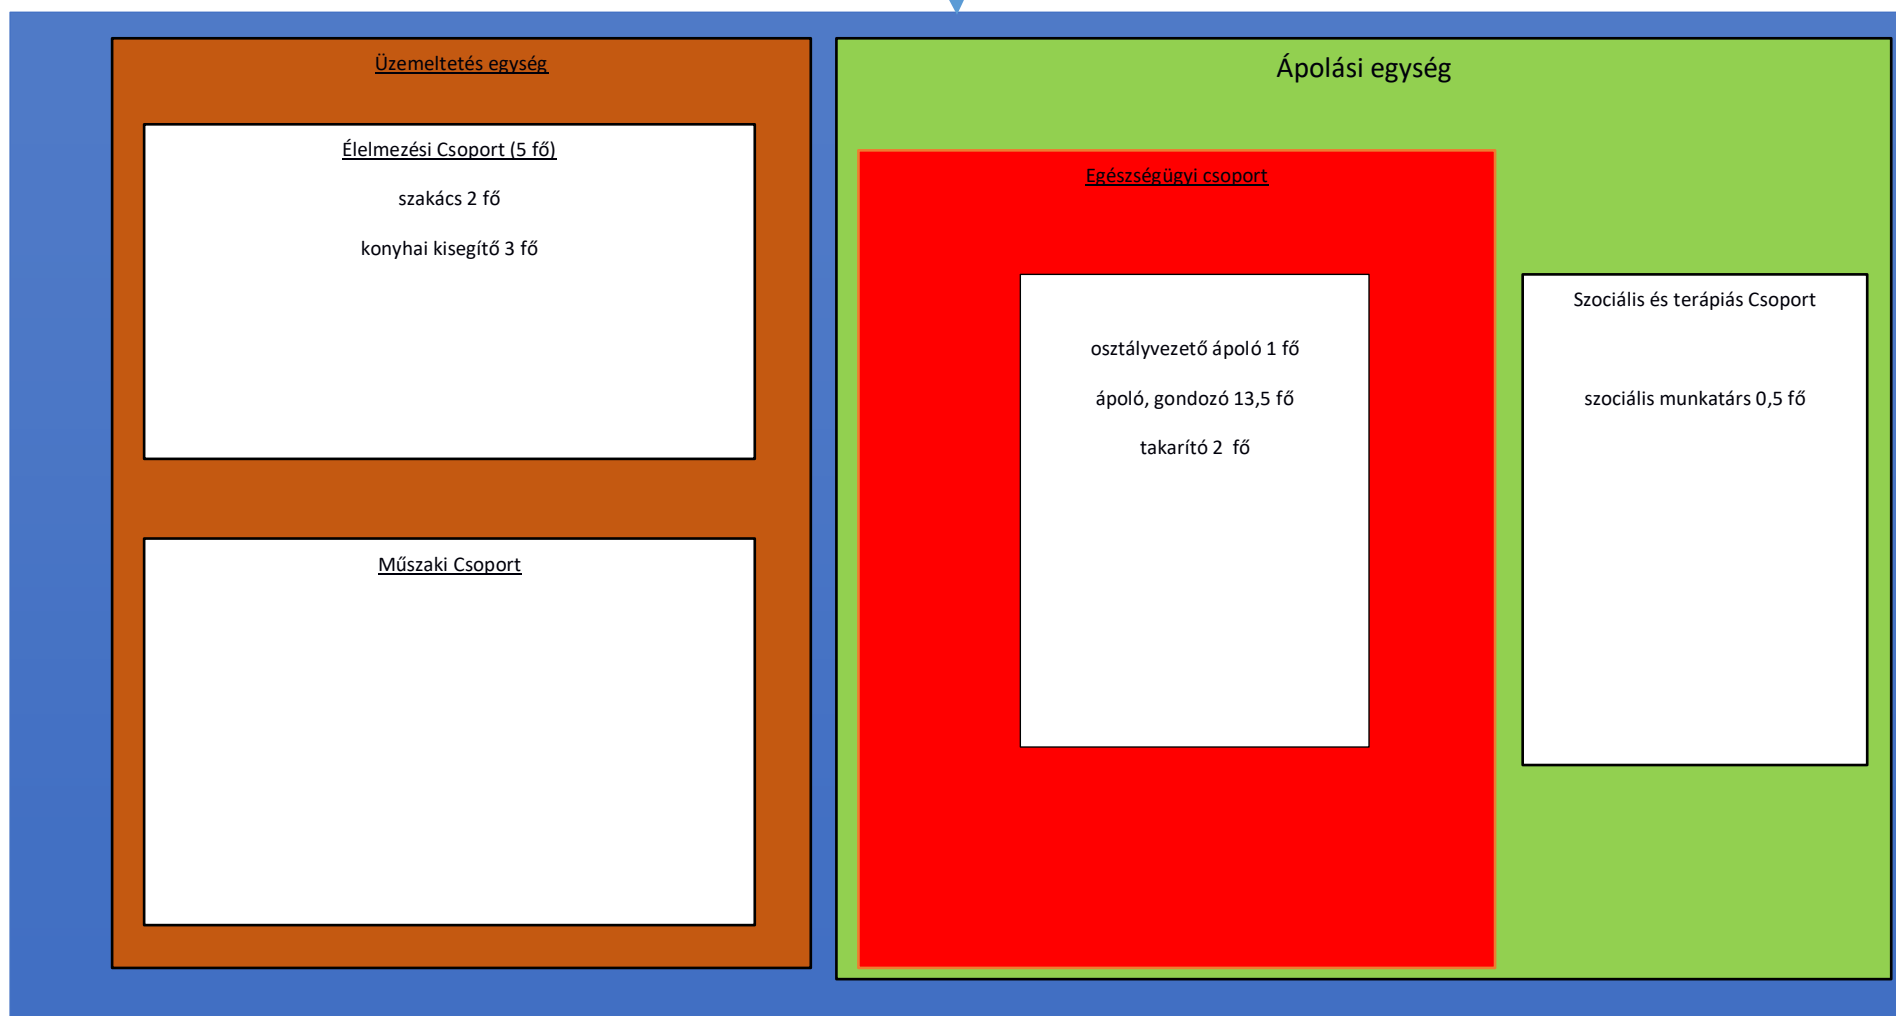 Üzemeltetés egység
Élelmezési Csoport (5 fő)
szakács 2 fő
konyhai kisegítő 3 fő
Műszaki Csoport
Ápolási egység
Egészségügyi csoport
osztályvezető ápoló 1 fő
ápoló, gondozó 13,5 fő
takarító 2 fő
Szociális és terápiás Csoport
szociális munkatárs 0,5 fő